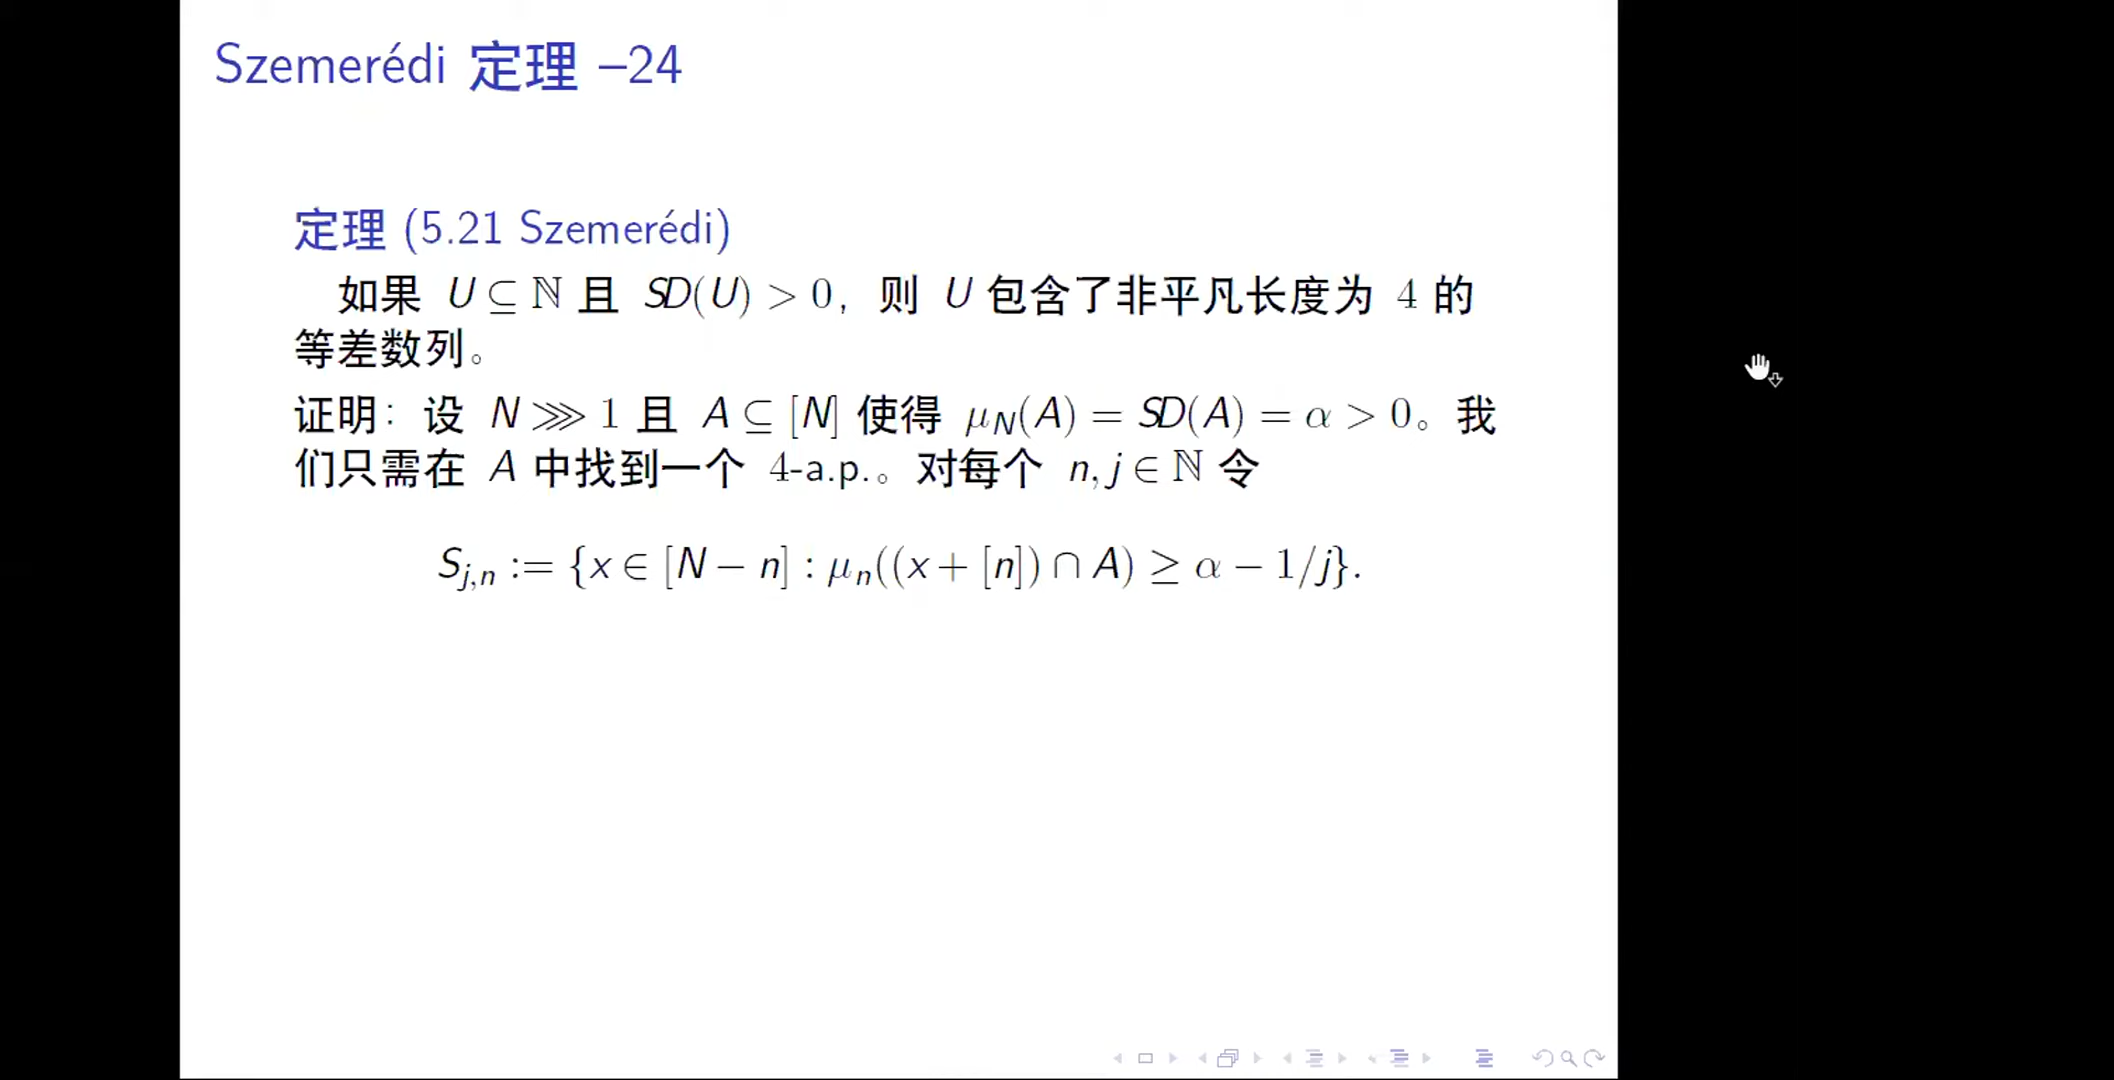 Szemerédi 定理 –24
定理 (5.21 Szemerédi)
如果 U ⊆ ℕ 且 SD(U) > 0, 则 U 包含了非平凡长度为 4 的
等差数列。
证明: 设 N ⋙ 1 且 A ⊆ [N] 使得 μ_N(A) = SD(A) = α > 0。我
们只需在 A 中找到一个 4-a.p.。对每个 n, j ∈ ℕ 令
S_{j,n} := {x ∈ [N − n] : μ_n((x + [n]) ∩ A) ≥ α − 1/j}.